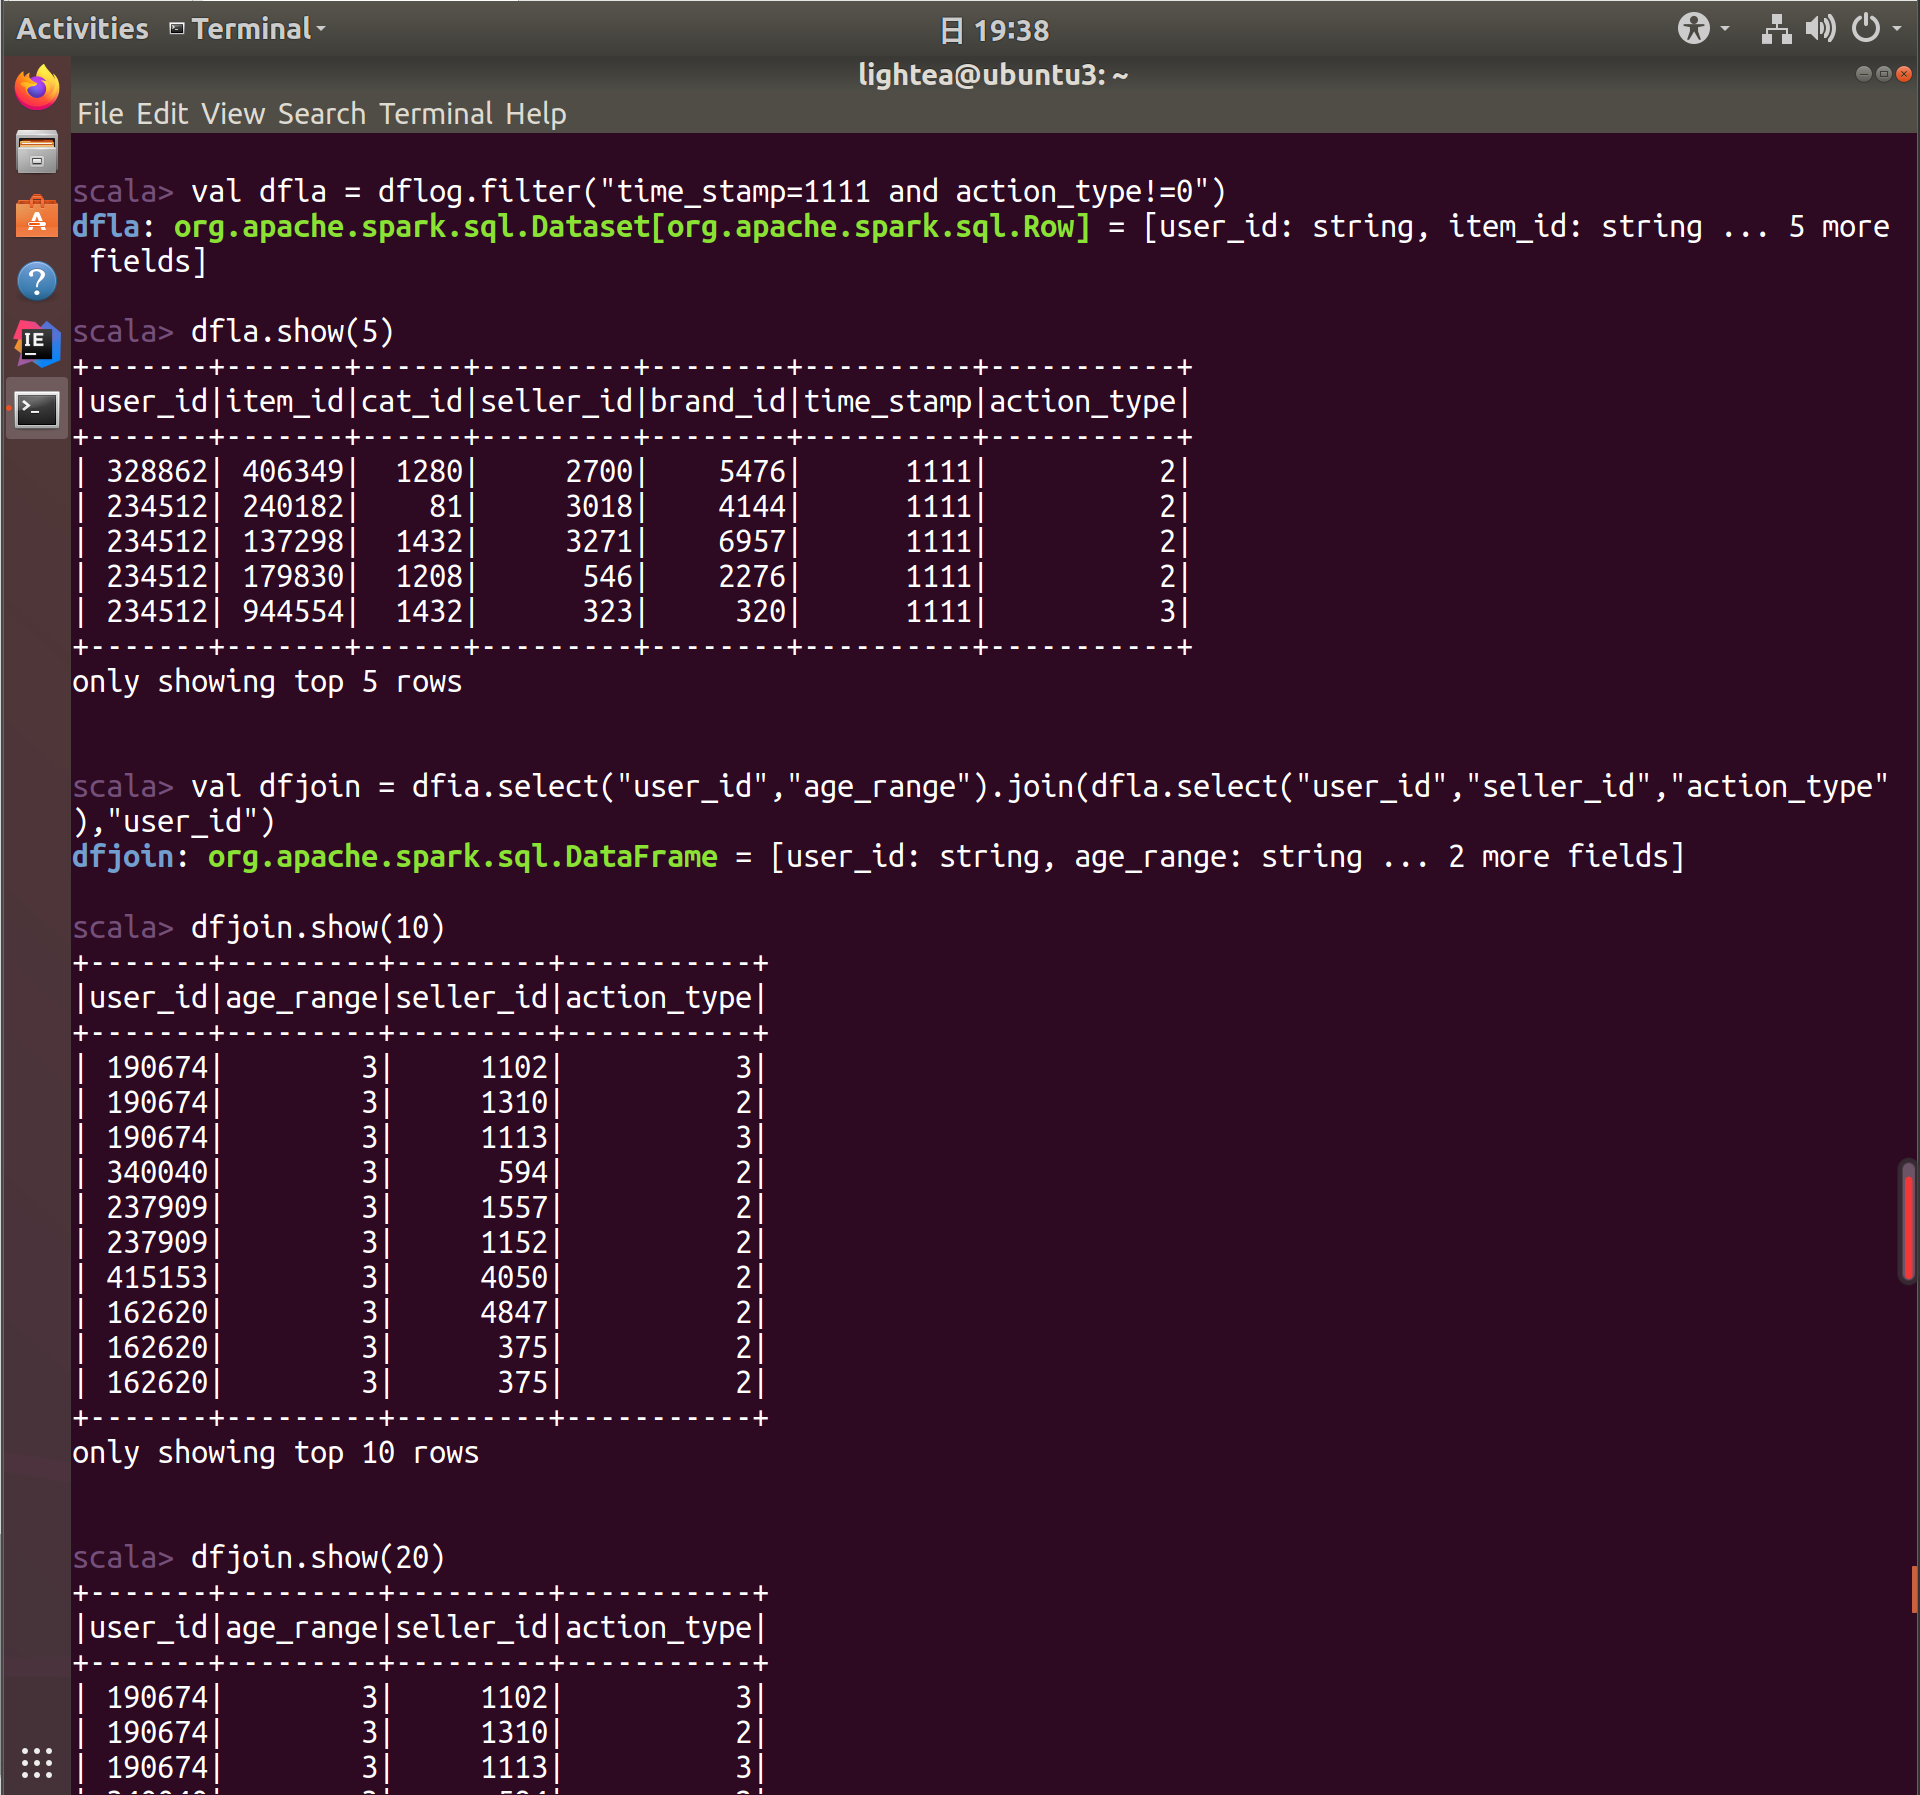 Activities Terminal 日 19:38
lightea@ubuntu3: ~
File Edit View Search Terminal Help
scala> val dfla = dflog.filter("time_stamp=1111 and action_type!=0")
dfla: org.apache.spark.sql.Dataset[org.apache.spark.sql.Row] = [user_id: string, item_id: string ... 5 more
 fields]
scala> dfla.show(5)
+-------+-------+------+---------+--------+----------+-----------+
|user_id|item_id|cat_id|seller_id|brand_id|time_stamp|action_type|
+-------+-------+------+---------+--------+----------+-----------+
| 328862| 406349|  1280|     2700|    5476|      1111|          2|
| 234512| 240182|    81|     3018|    4144|      1111|          2|
| 234512| 137298|  1432|     3271|    6957|      1111|          2|
| 234512| 179830|  1208|      546|    2276|      1111|          2|
| 234512| 944554|  1432|      323|     320|      1111|          3|
+-------+-------+------+---------+--------+----------+-----------+
only showing top 5 rows
scala> val dfjoin = dfia.select("user_id","age_range").join(dfla.select("user_id","seller_id","action_type"
),"user_id")
dfjoin: org.apache.spark.sql.DataFrame = [user_id: string, age_range: string ... 2 more fields]
scala> dfjoin.show(10)
+-------+---------+---------+-----------+
|user_id|age_range|seller_id|action_type|
+-------+---------+---------+-----------+
| 190674|        3|     1102|          3|
| 190674|        3|     1310|          2|
| 190674|        3|     1113|          3|
| 340040|        3|      594|          2|
| 237909|        3|     1557|          2|
| 237909|        3|     1152|          2|
| 415153|        3|     4050|          2|
| 162620|        3|     4847|          2|
| 162620|        3|      375|          2|
| 162620|        3|      375|          2|
+-------+---------+---------+-----------+
only showing top 10 rows
scala> dfjoin.show(20)
+-------+---------+---------+-----------+
|user_id|age_range|seller_id|action_type|
+-------+---------+---------+-----------+
| 190674|        3|     1102|          3|
| 190674|        3|     1310|          2|
| 190674|        3|     1113|          3|